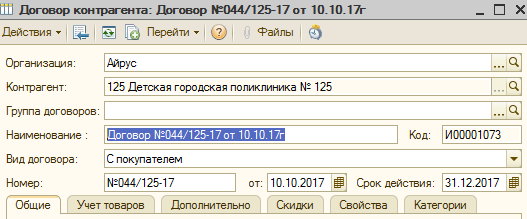 Договор контрагента: Договор №044/125-17 от 10.10.17г
Действия Перейти ? Файлы
Организация: Айрус
Контрагент: 125 Детская городская поликлиника № 125
Группа договоров:
Наименование : Договор №044/125-17 от 10.10.17г Код: И00001073
Вид договора: С покупателем
Номер: №044/125-17 от: 10.10.2017 Срок действия: 31.12.2017
Общие Учет товаров Дополнительно Скидки Свойства Категории